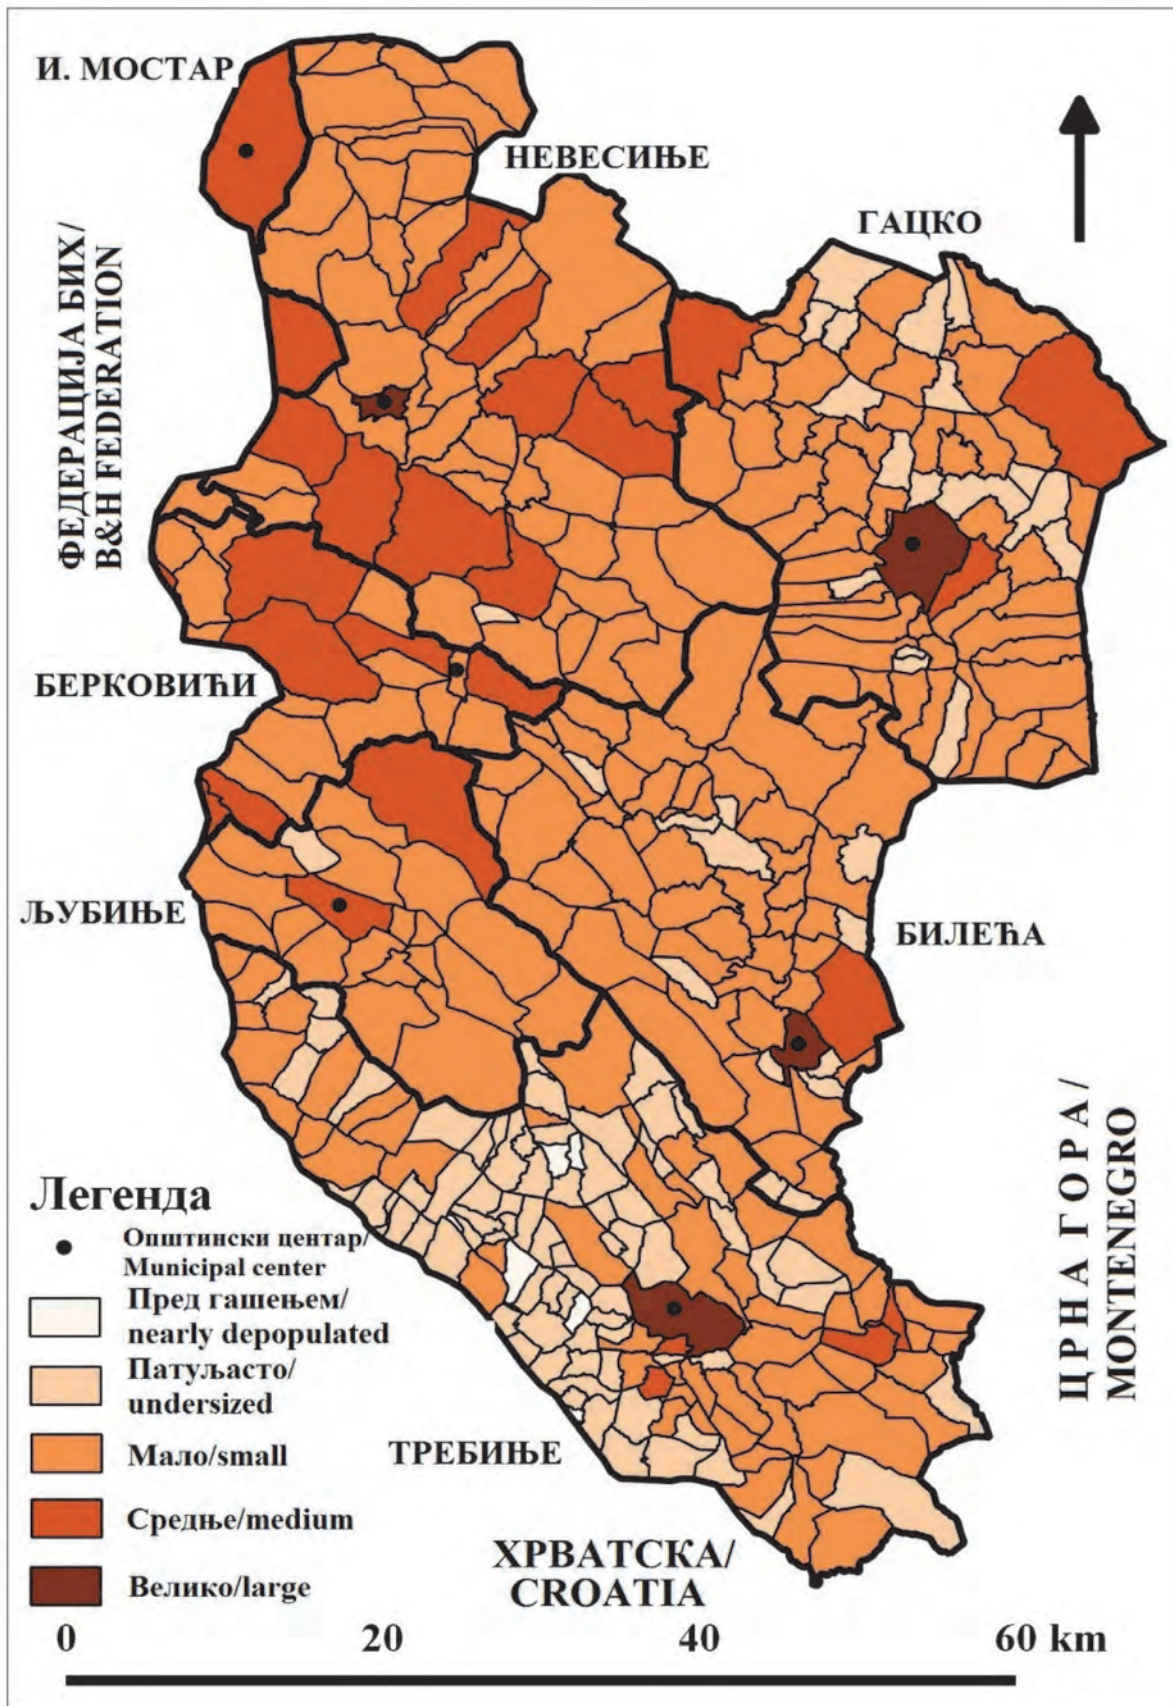 И. МОСТАР
НЕВЕСИЊЕ
ГАЦКО
ФЕДЕРАЦИЈА БИХ/
B&H FEDERATION
БЕРКОВИЋИ
ЉУБИЊЕ
БИЛЕЋА
ЦРНА ГОРА/
MONTENEGRO
Легенда
Општински центар/
Municipal center
Пред гашењем/
nearly depopulated
Патуљасто/
undersized
Мало/small
Средње/medium
Велико/large
ТРЕБИЊЕ
ХРВАТСКА/
CROATIA
0 20 40 60 km